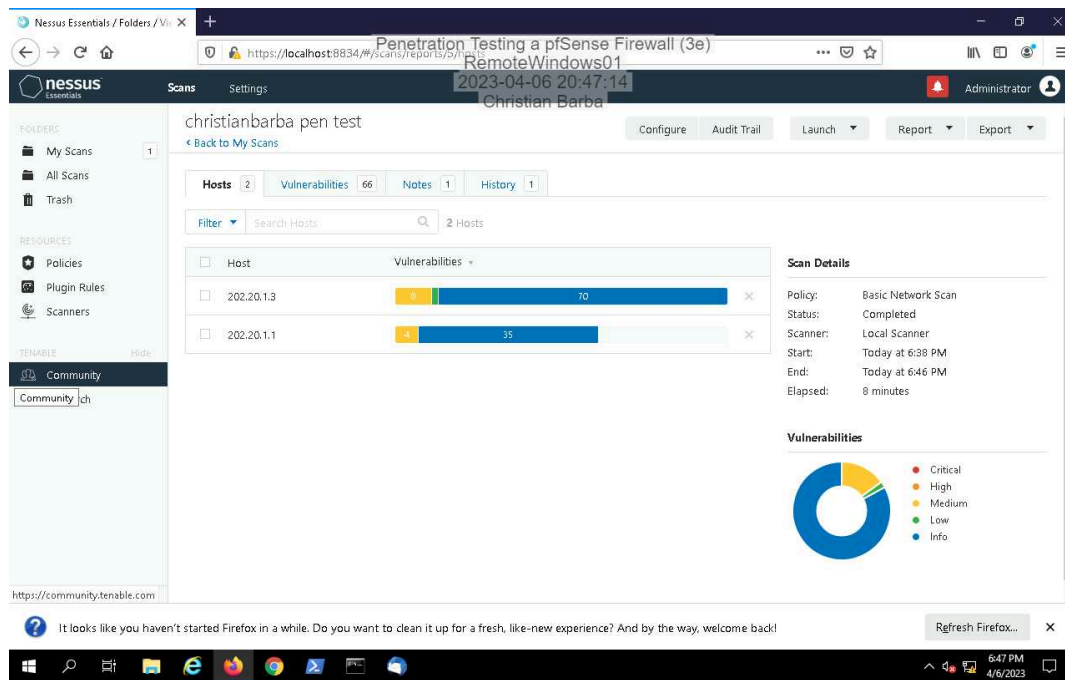 Nessus Essentials / Folders / Vi
https://localhost:8834/#/scans/reports/5/hosts
Penetration Testing a pfSense Firewall (3e)
RemoteWindows01
2023-04-06 20:47:14
Christian Barba
nessus
Essentials
Scans
Settings
Administrator
FOLDERS
My Scans
1
All Scans
Trash
RESOURCES
Policies
Plugin Rules
Scanners
TENABLE
Hide
Community
Community
ch
christianbarba pen test
< Back to My Scans
Configure
Audit Trail
Launch
Report
Export
Hosts 2
Vulnerabilities 66
Notes 1
History 1
Filter
Search Hosts
2 Hosts
Host
Vulnerabilities
202.20.1.3
70
202.20.1.1
4
35
Scan Details
Policy: Basic Network Scan
Status: Completed
Scanner: Local Scanner
Start: Today at 6:38 PM
End: Today at 6:46 PM
Elapsed: 8 minutes
Vulnerabilities
Critical
High
Medium
Low
Info
https://community.tenable.com
It looks like you haven't started Firefox in a while. Do you want to clean it up for a fresh, like-new experience? And by the way, welcome back!
Refresh Firefox...
6:47 PM
4/6/2023